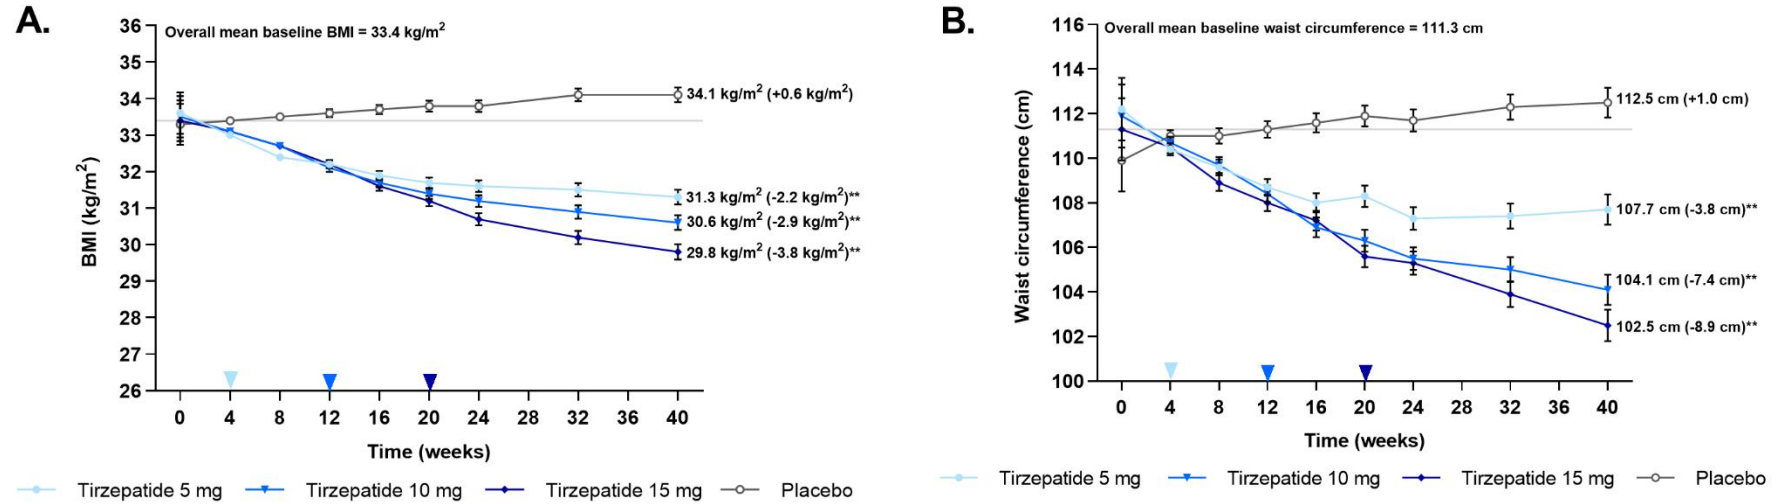 A.
Overall mean baseline BMI = 33.4 kg/m²
36
35
34
33
32
31
30
29
28
27
26
BMI (kg/m²)
34.1 kg/m² (+0.6 kg/m²)
31.3 kg/m² (-2.2 kg/m²)**
30.6 kg/m² (-2.9 kg/m²)**
29.8 kg/m² (-3.8 kg/m²)**
0 4 8 12 16 20 24 28 32 36 40
Time (weeks)
Tirzepatide 5 mg Tirzepatide 10 mg Tirzepatide 15 mg Placebo
B.
Overall mean baseline waist circumference = 111.3 cm
116
114
112
110
108
106
104
102
100
Waist circumference (cm)
112.5 cm (+1.0 cm)
107.7 cm (-3.8 cm)**
104.1 cm (-7.4 cm)**
102.5 cm (-8.9 cm)**
0 4 8 12 16 20 24 28 32 36 40
Time (weeks)
Tirzepatide 5 mg Tirzepatide 10 mg Tirzepatide 15 mg Placebo